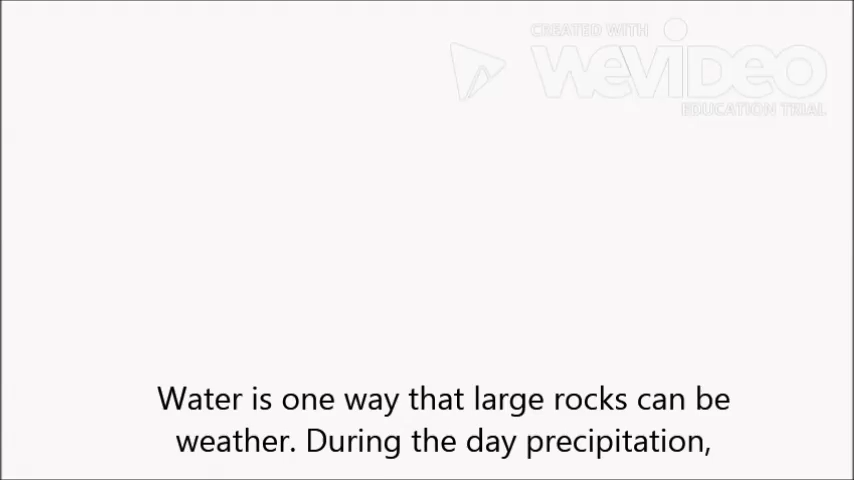 CREATED WITH
WEVIDEO
EDUCATION TRIAL
Water is one way that large rocks can be
weather. During the day precipitation,